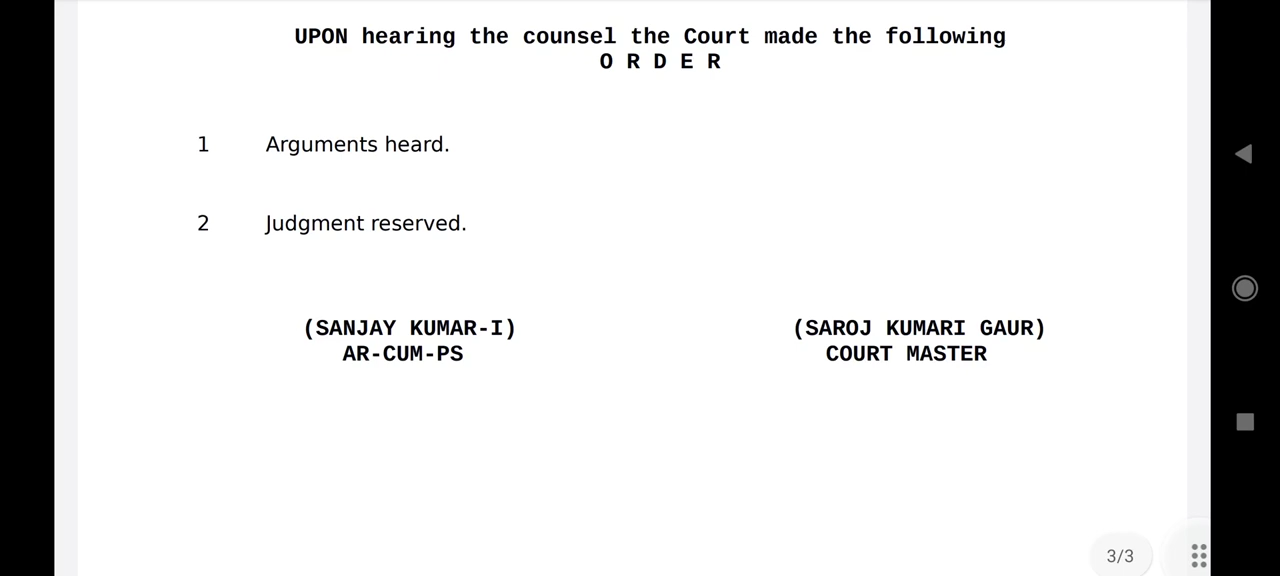 UPON hearing the counsel the Court made the following
O R D E R
1 Arguments heard.
2 Judgment reserved.
(SANJAY KUMAR-I) (SAROJ KUMARI GAUR)
AR-CUM-PS COURT MASTER
3/3